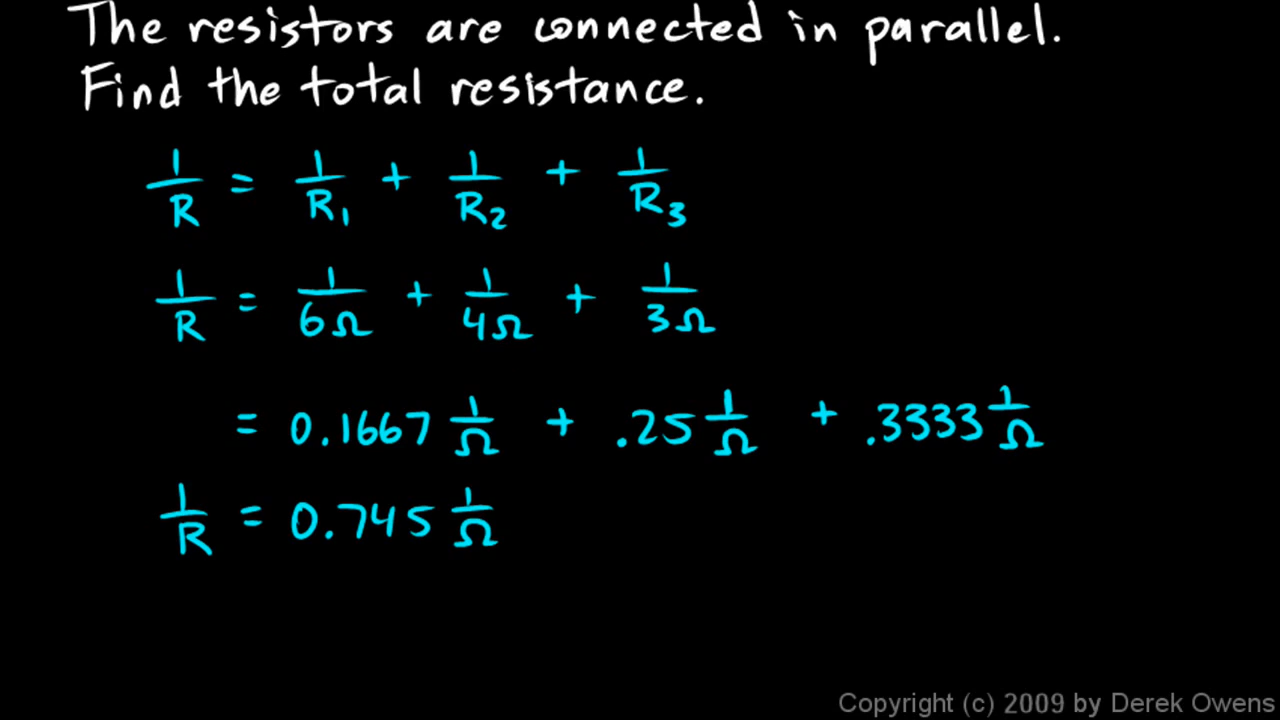 The resistors are connected in parallel.
Find the total resistance.
1/R = 1/R₁ + 1/R₂ + 1/R₃
1/R = 1/6Ω + 1/4Ω + 1/3Ω
= 0.1667 1/Ω + .25 1/Ω + .3333 1/Ω
1/R = 0.745 1/Ω
Copyright (c) 2009 by Derek Owens